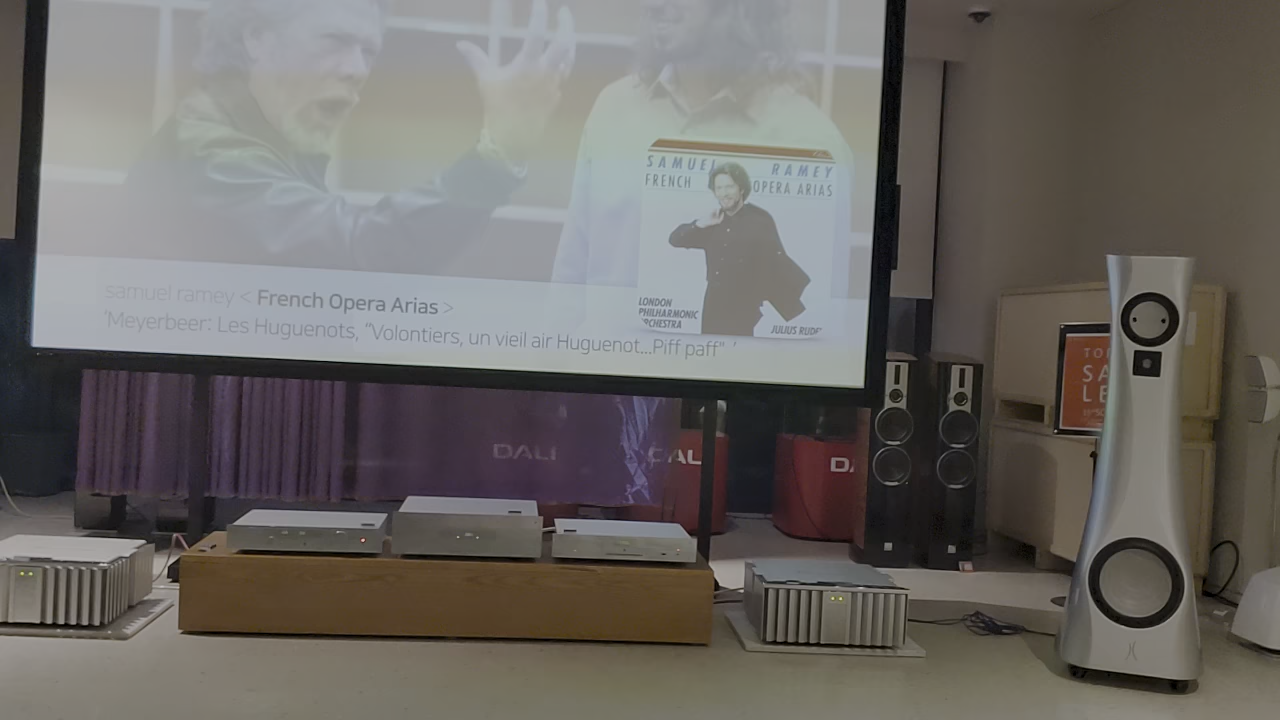 SAMUEL RAMEY
FRENCH OPERA ARIAS
LONDON
PHILHARMONIC
ORCHESTRA
JULIUS RUDEL
samuel ramey < French Opera Arias >
'Meyerbeer: Les Huguenots, "Volontiers, un vieil air Huguenot...Piff paff" '
DALI
DALI
D
SA
LE